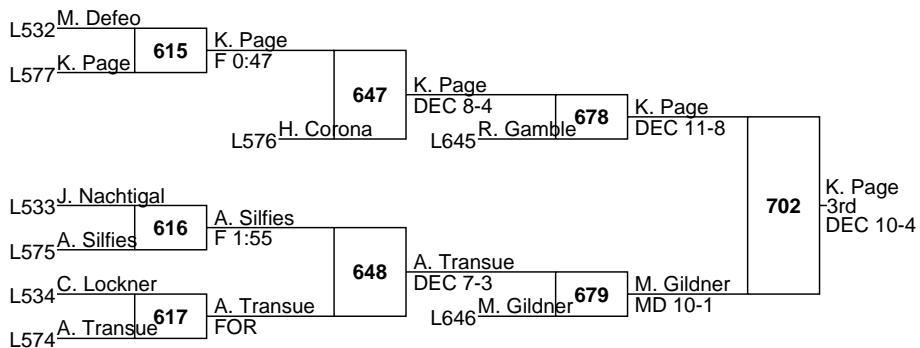 M. Defeo
L532
615
K. Page
F 0:47
K. Page
L577
647
K. Page
DEC 8-4
H. Corona
L576
678
K. Page
DEC 11-8
R. Gamble
L645
J. Nachtigal
L533
616
A. Silfies
F 1:55
A. Silfies
L575
702
K. Page
3rd
DEC 10-4
648
A. Transue
DEC 7-3
C. Lockner
L534
617
A. Transue
FOR
A. Transue
L574
679
M. Gildner
MD 10-1
M. Gildner
L646